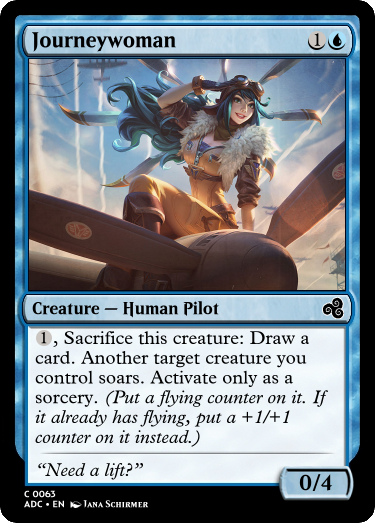 Journeywoman 1
Creature — Human Pilot
1, Sacrifice this creature: Draw a
card. Another target creature you
control soars. Activate only as a
sorcery. (Put a flying counter on it. If
it already has flying, put a +1/+1
counter on it instead.)
“Need a lift?”
0/4
C 0063
ADC • EN Jana Schirmer